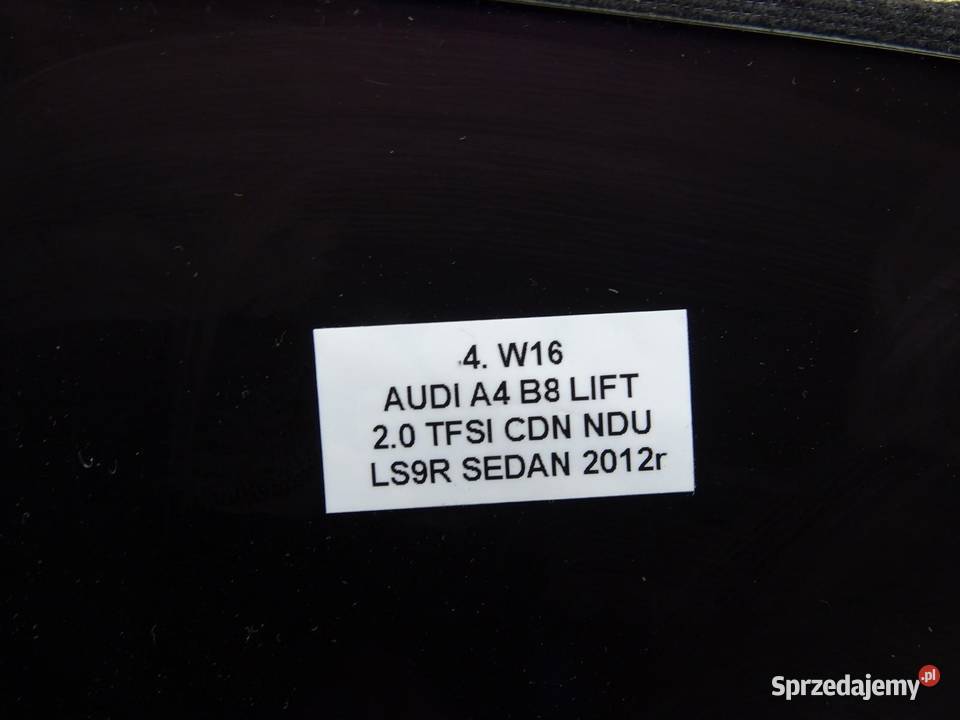 4. W16
AUDI A4 B8 LIFT
2.0 TFSI CDN NDU
LS9R SEDAN 2012r
Sprzedajemy.pl